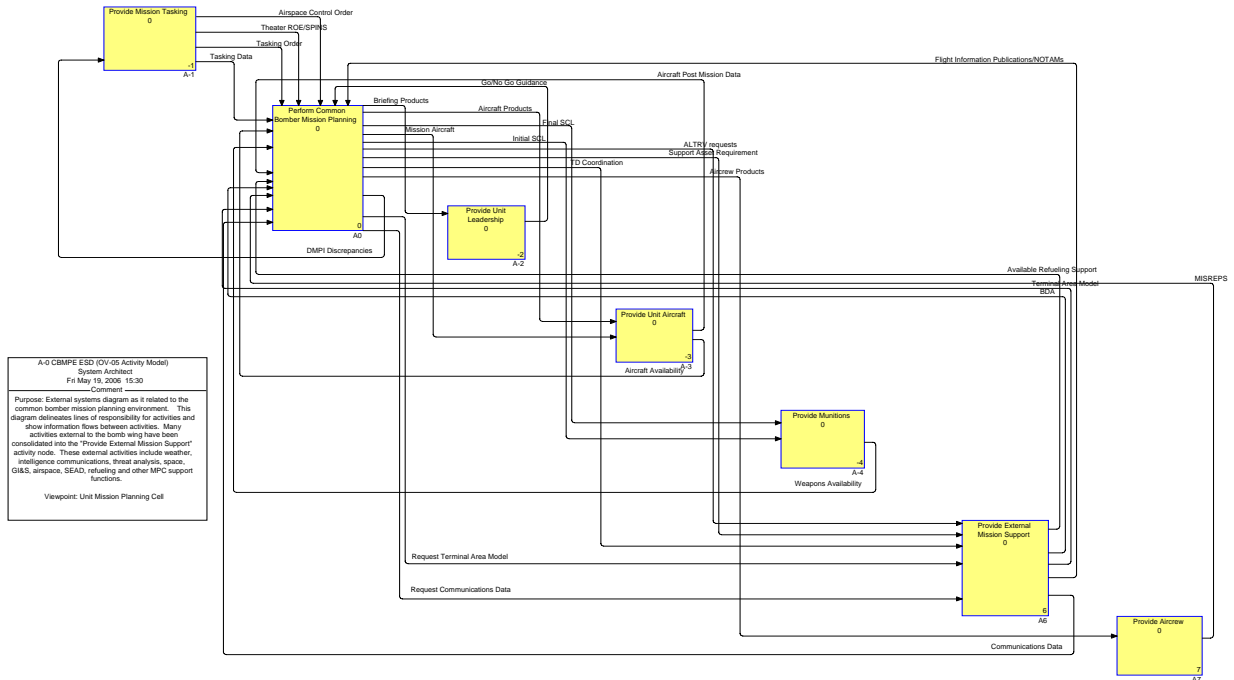 Provide Mission Tasking
0
-1
A-1
Airspace Control Order
Theater ROE/SPINS
Tasking Order
Tasking Data
Flight Information Publications/NOTAMs
Aircraft Post Mission Data
Go/No Go Guidance
Briefing Products
Aircraft Products
Perform Common
Bomber Mission Planning
0
0
A0
Final SCL
Mission Aircraft
Initial SCL
ALTRV requests
Support Asset Requirement
TD Coordination
Aircrew Products
Provide Unit
Leadership
0
-2
A-2
DMPI Discrepancies
Available Refueling Support
MISREPS
Terminal Area Model
BDA
Provide Unit Aircraft
0
-3
A-3
Aircraft Availability
A-0 CBMPE ESD (OV-05 Activity Model)
System Architect
Fri May 19, 2006 15:30
Comment
Purpose: External systems diagram as it related to the
common bomber mission planning environment. This
diagram delineates lines of responsibility for activities and
show information flows between activities. Many
activities external to the bomb wing have been
consolidated into the "Provide External Mission Support"
activity node. These external activities include weather,
intelligence communications, threat analysis, space,
GI&S, airspace, SEAD, refueling and other MPC support
functions.
Viewpoint: Unit Mission Planning Cell
Provide Munitions
0
-4
A-4
Weapons Availability
Provide External
Mission Support
0
6
A6
Request Terminal Area Model
Request Communications Data
Provide Aircrew
0
7
A7
Communications Data